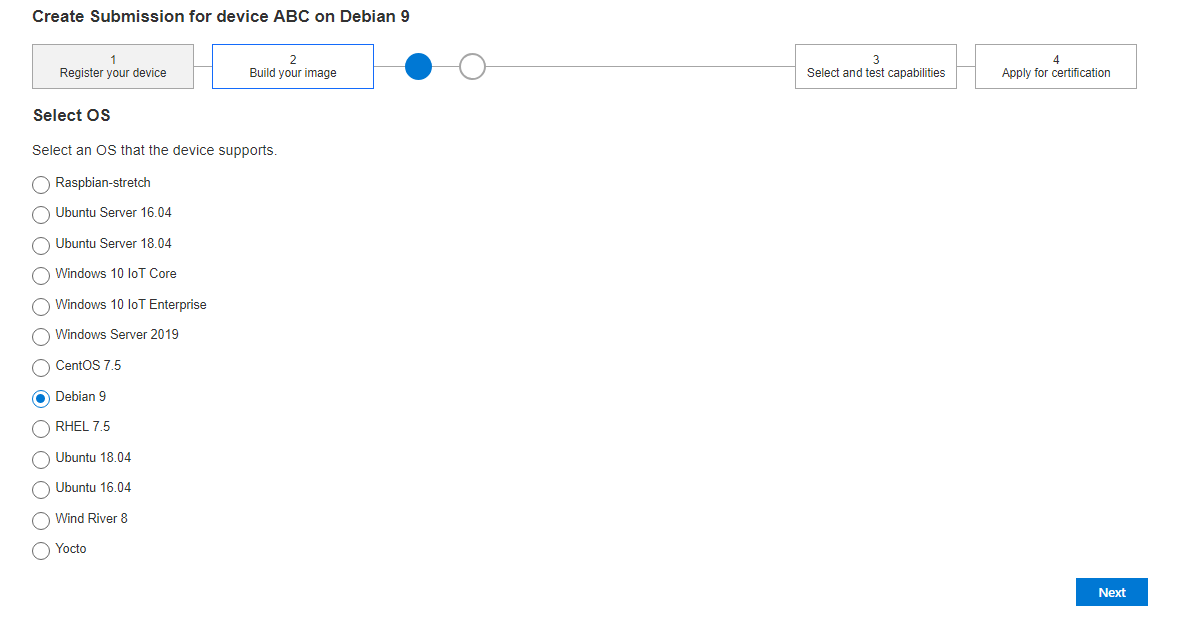 Create Submission for device ABC on Debian 9
1
Register your device
2
Build your image
3
Select and test capabilities
4
Apply for certification
Select OS
Select an OS that the device supports.
Raspbian-stretch
Ubuntu Server 16.04
Ubuntu Server 18.04
Windows 10 IoT Core
Windows 10 IoT Enterprise
Windows Server 2019
CentOS 7.5
Debian 9
RHEL 7.5
Ubuntu 18.04
Ubuntu 16.04
Wind River 8
Yocto
Next